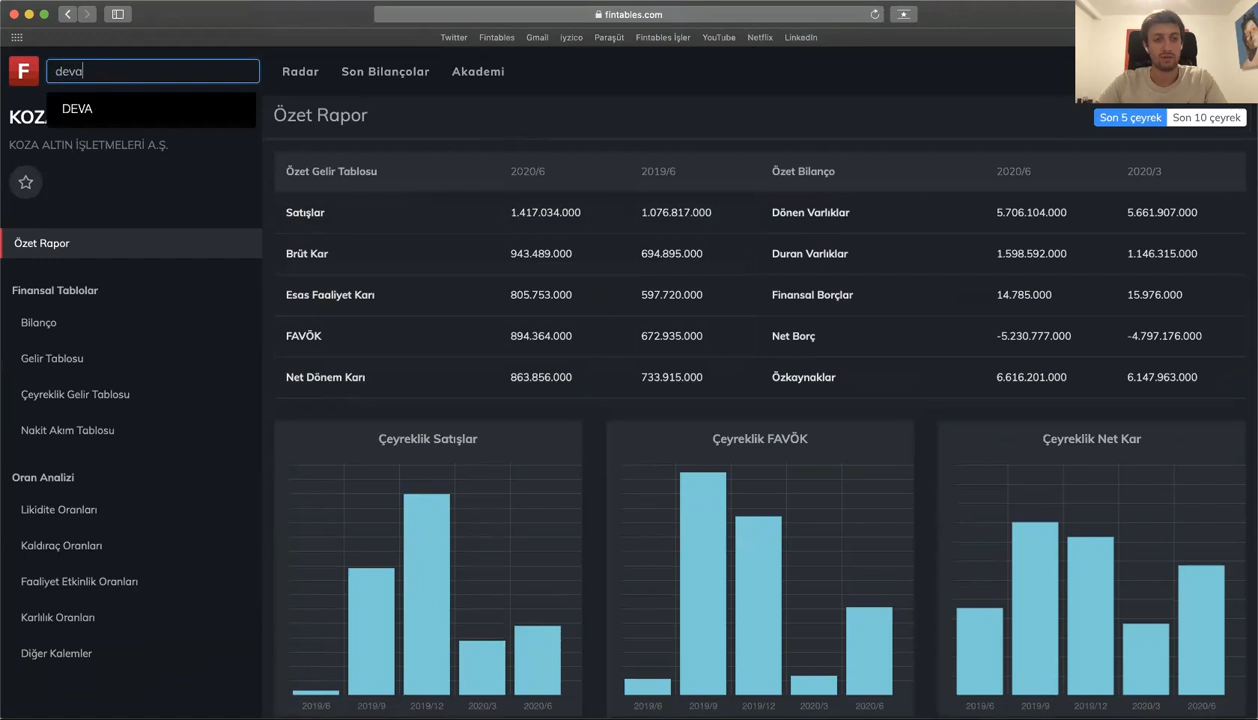 fintables.com
Twitter Fintables Gmail iyzico Paraşüt Fintables İşler YouTube Netflix LinkedIn
F deva Radar Son Bilançolar Akademi
DEVA
KOZ
KOZA ALTIN İŞLETMELERİ A.Ş.
Özet Rapor
Finansal Tablolar
Bilanço
Gelir Tablosu
Çeyreklik Gelir Tablosu
Nakit Akım Tablosu
Oran Analizi
Likidite Oranları
Kaldıraç Oranları
Faaliyet Etkinlik Oranları
Karlılık Oranları
Diğer Kalemler
Özet Rapor Son 5 çeyrek Son 10 çeyrek
Özet Gelir Tablosu 2020/6 2019/6 Özet Bilanço 2020/6 2020/3
Satışlar 1.417.034.000 1.076.817.000 Dönen Varlıklar 5.706.104.000 5.661.907.000
Brüt Kar 943.489.000 694.895.000 Duran Varlıklar 1.598.592.000 1.146.315.000
Esas Faaliyet Karı 805.753.000 597.720.000 Finansal Borçlar 14.785.000 15.976.000
FAVÖK 894.364.000 672.935.000 Net Borç -5.230.777.000 -4.797.176.000
Net Dönem Karı 863.856.000 733.915.000 Özkaynaklar 6.616.201.000 6.147.963.000
Çeyreklik Satışlar
2019/6 2019/9 2019/12 2020/3 2020/6
Çeyreklik FAVÖK
2019/6 2019/9 2019/12 2020/3 2020/6
Çeyreklik Net Kar
2019/6 2019/9 2019/12 2020/3 2020/6